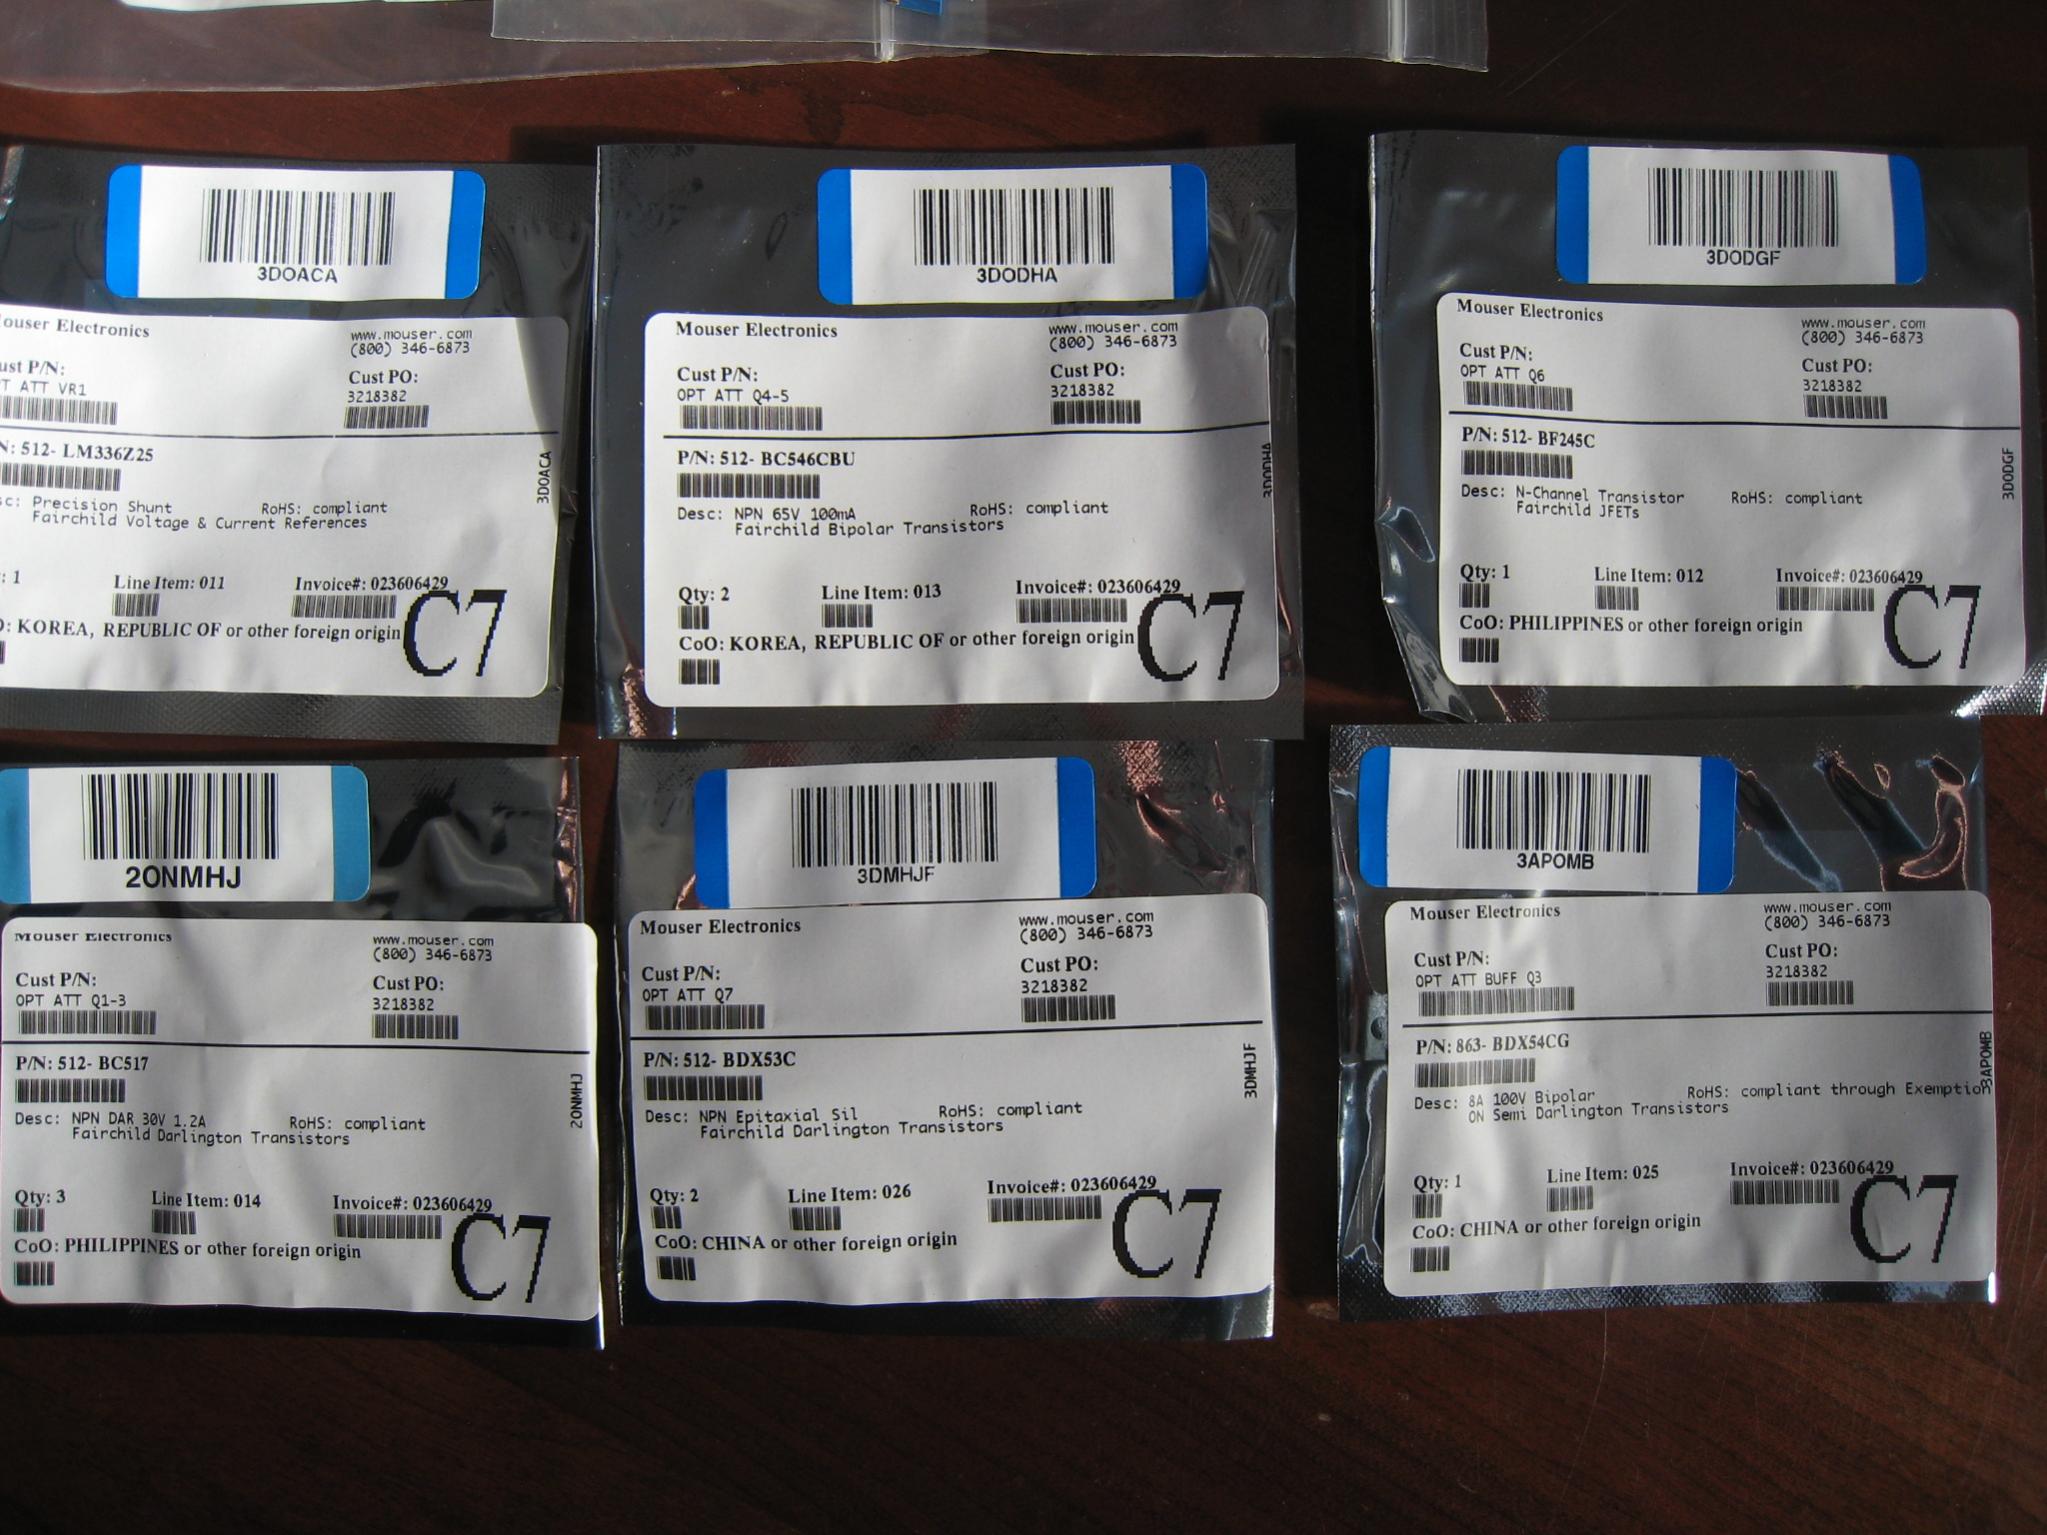 3DOACA
Mouser Electronics
www.mouser.com
(800) 346-6873
Cust P/N:
OPT ATT VR1
Cust PO:
3218382
P/N: 512- LM336Z25
Desc: Precision Shunt RoHS: compliant
Fairchild Voltage & Current References
3DOACA
: 1 Line Item: 011 Invoice#: 023606429
CoO: KOREA, REPUBLIC OF or other foreign origin
C7
3DODHA
Mouser Electronics
www.mouser.com
(800) 346-6873
Cust P/N:
OPT ATT Q4-5
Cust PO:
3218382
P/N: 512- BC546CBU
Desc: NPN 65V 100mA RoHS: compliant
Fairchild Bipolar Transistors
3DODHA
Qty: 2 Line Item: 013 Invoice#: 023606429
CoO: KOREA, REPUBLIC OF or other foreign origin
C7
3DODGF
Mouser Electronics
www.mouser.com
(800) 346-6873
Cust P/N:
OPT ATT Q6
Cust PO:
3218382
P/N: 512- BF245C
Desc: N-Channel Transistor RoHS: compliant
Fairchild JFETs
3DODGF
Qty: 1 Line Item: 012 Invoice#: 023606429
CoO: PHILIPPINES or other foreign origin
C7
2ONMHJ
Mouser Electronics
www.mouser.com
(800) 346-6873
Cust P/N:
OPT ATT Q1-3
Cust PO:
3218382
P/N: 512- BC517
Desc: NPN DAR 30V 1.2A RoHS: compliant
Fairchild Darlington Transistors
2ONMHJ
Qty: 3 Line Item: 014 Invoice#: 023606429
CoO: PHILIPPINES or other foreign origin
C7
3DMHJF
Mouser Electronics
www.mouser.com
(800) 346-6873
Cust P/N:
OPT ATT Q7
Cust PO:
3218382
P/N: 512- BDX53C
Desc: NPN Epitaxial Sil RoHS: compliant
Fairchild Darlington Transistors
3DMHJF
Qty: 2 Line Item: 026 Invoice#: 023606429
CoO: CHINA or other foreign origin
C7
3APOMB
Mouser Electronics
www.mouser.com
(800) 346-6873
Cust P/N:
OPT ATT BUFF Q3
Cust PO:
3218382
P/N: 863- BDX54CG
Desc: 8A 100V Bipolar RoHS: compliant through Exemption
ON Semi Darlington Transistors
3APOMB
Qty: 1 Line Item: 025 Invoice#: 023606429
CoO: CHINA or other foreign origin
C7